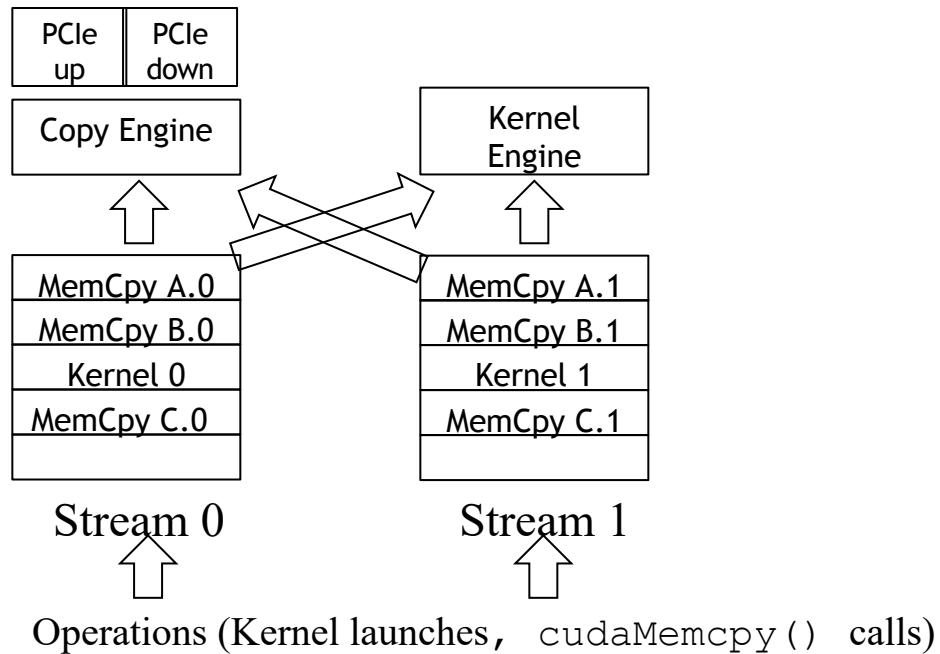 PCIe
up
PCIe
down
Copy Engine
Kernel
Engine
MemCpy A.0
MemCpy B.0
Kernel 0
MemCpy C.0
MemCpy A.1
MemCpy B.1
Kernel 1
MemCpy C.1
Stream 0
Stream 1
Operations (Kernel launches, cudaMemcpy() calls)